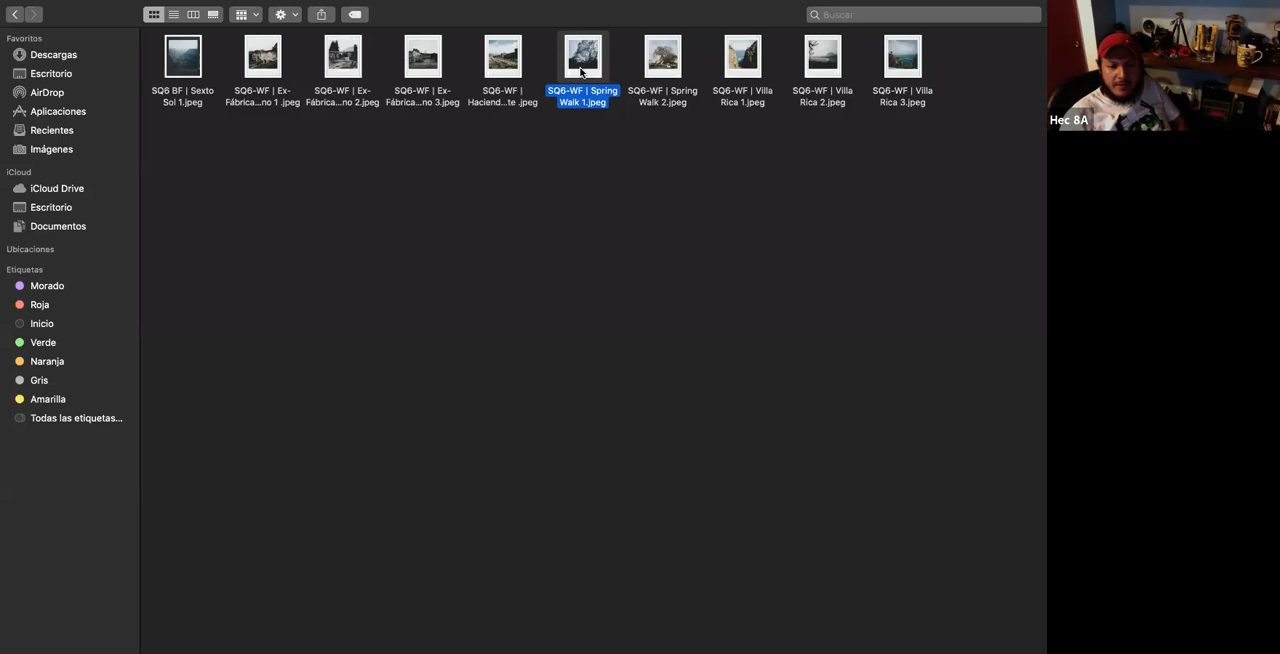 Buscar
Favoritos
Descargas
Escritorio
AirDrop
Aplicaciones
Recientes
Imágenes
iCloud
iCloud Drive
Escritorio
Documentos
Ubicaciones
Etiquetas
Morado
Roja
Inicio
Verde
Naranja
Gris
Amarilla
Todas las etiquetas...
SQ6 BF | Sexto
Sol 1.jpeg
SQ6-WF | Ex-
Fábrica...no 1 .jpeg
SQ6-WF | Ex-
Fábrica...no 2.jpeg
SQ6-WF | Ex-
Fábrica...no 3.jpeg
SQ6-WF |
Haciend...te .jpeg
SQ6-WF | Spring
Walk 1.jpeg
SQ6-WF | Spring
Walk 2.jpeg
SQ6-WF | Villa
Rica 1.jpeg
SQ6-WF | Villa
Rica 2.jpeg
SQ6-WF | Villa
Rica 3.jpeg
Hec 8A